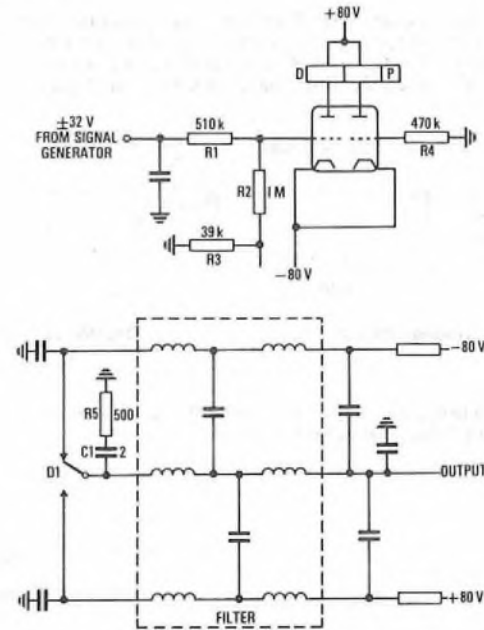 +80 V
D
P
±32 V
FROM SIGNAL
GENERATOR
510 k
R1
470 k
R4
R2
1 M
39 k
R3
−80 V
−80 V
R5
500
C1
2
D1
OUTPUT
+80 V
FILTER